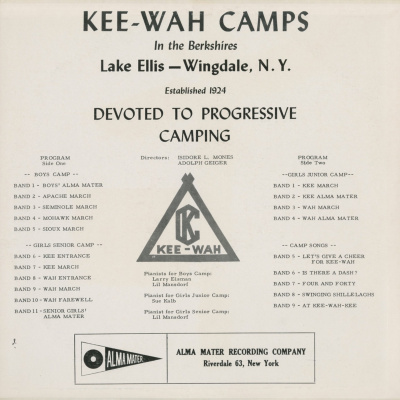 KEE-WAH CAMPS
In the Berkshires
Lake Ellis — Wingdale, N. Y.
Established 1924
DEVOTED TO PROGRESSIVE
CAMPING
PROGRAM
Side One
-- BOYS CAMP --
BAND 1 - BOYS' ALMA MATER
BAND 2 - APACHE MARCH
BAND 3 - SEMINOLE MARCH
BAND 4 - MOHAWK MARCH
BAND 5 - SIOUX MARCH
-- GIRLS SENIOR CAMP --
BAND 6 - KEE ENTRANCE
BAND 7 - KEE MARCH
BAND 8 - WAH ENTRANCE
BAND 9 - WAH MARCH
BAND 10 - WAH FAREWELL
BAND 11 - SENIOR GIRLS'
ALMA MATER
Directors: ISIDORE L. MONES
ADOLPH GEIGER
KC
KEE-WAH
Pianists for Boys Camp:
Larry Eisman
Lil Mansdorf
Pianist for Girls Junior Camp:
Sue Kalb
Pianist for Girls Senior Camp:
Lil Mansdorf
PROGRAM
Side Two
--GIRLS JUNIOR CAMP--
BAND 1 - KEE MARCH
BAND 2 - KEE ALMA MATER
BAND 3 - WAH MARCH
BAND 4 - WAH ALMA MATER
-- CAMP SONGS --
BAND 5 - LET'S GIVE A CHEER
FOR KEE-WAH
BAND 6 - IS THERE A DASH?
BAND 7 - FOUR AND FORTY
BAND 8 - SWINGING SHILLELAGHS
BAND 9 - AT KEE-WAH-KEE
ALMA MATER
ALMA MATER RECORDING COMPANY
Riverdale 63, New York